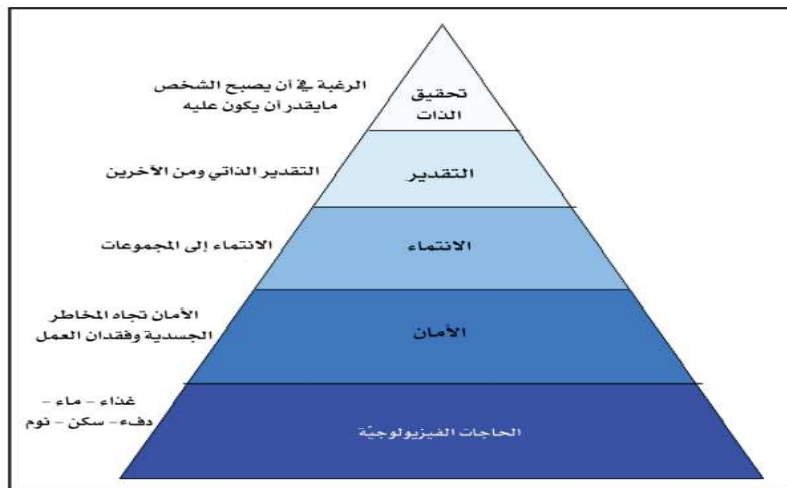 الرغبة في أن يصبح الشخص
مايقدر أن يكون عليه
تحقيق
الذات
التقدير الذاتي ومن الآخرين
التقدير
الانتماء إلى المجموعات
الانتماء
الأمان تجاه المخاطر
الجسدية وفقدان العمل
الأمان
غذاء - ماء -
دفء - سكن - نوم
الحاجات الفيزيولوجيّة